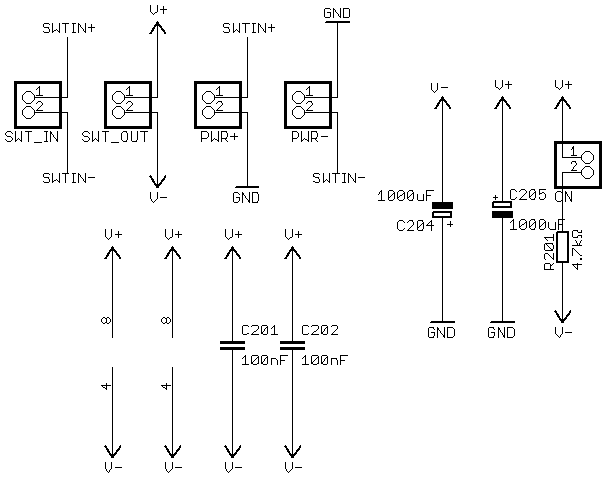 V+
GND
SWTIN+
SWTIN+
1
2
1
2
1
2
1
2
SWT_IN
SWT_OUT
PWR+
PWR-
SWTIN-
V-
GND
SWTIN-
V-
V+
V+
1
2
1000uF
C204
+
+
C205
1000uF
CN
R201
4.7kΩ
GND
GND
V-
V+
V+
V+
V+
8
8
C201
100nF
C202
100nF
4
4
V-
V-
V-
V-